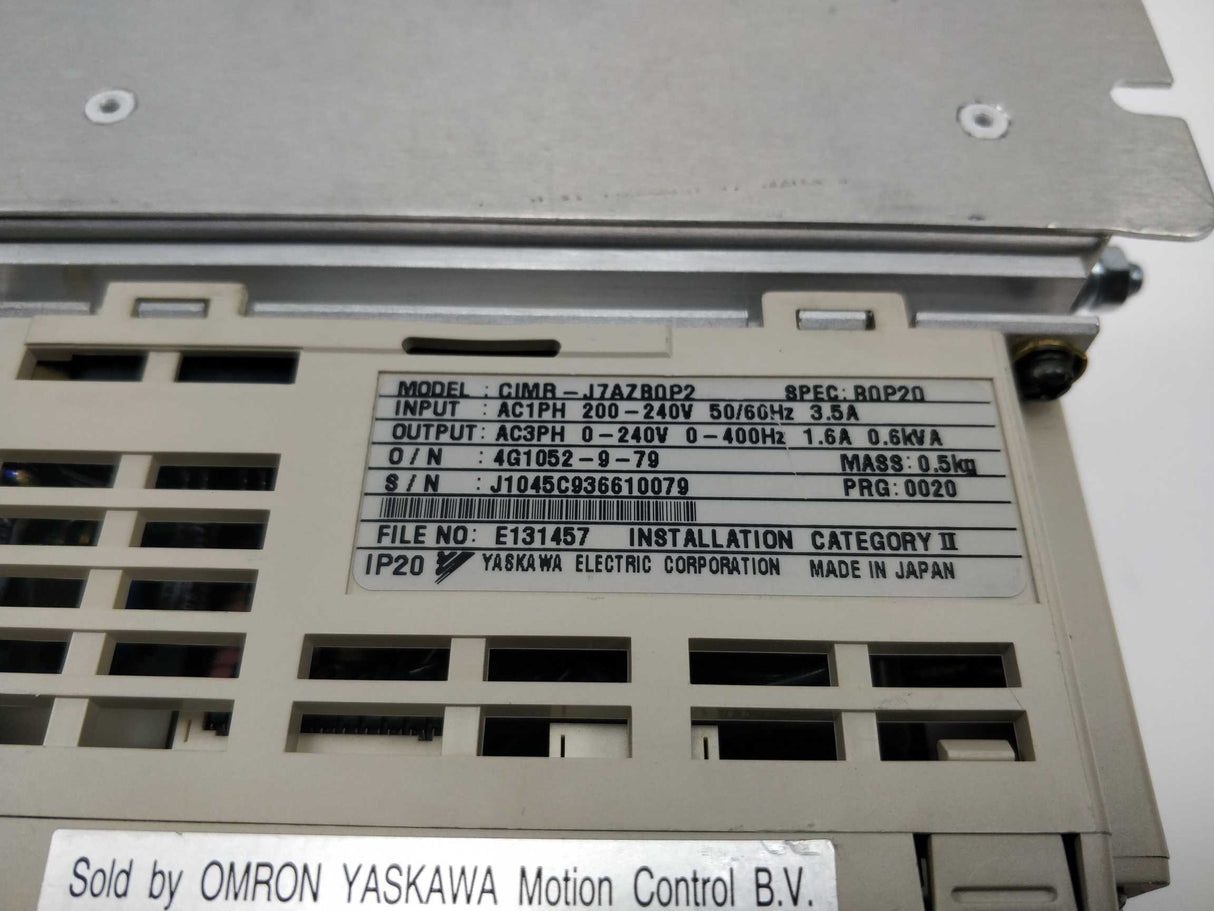 MODEL : CIMR-J7AZB0P2 SPEC: B0P20
INPUT : AC1PH 200-240V 50/60Hz 3.5A
OUTPUT: AC3PH 0-240V 0-400Hz 1.6A 0.6kVA
O/N : 4G1052-9-79 MASS: 0.5kg
S/N : J1045C936610079 PRG: 0020
FILE NO: E131457 INSTALLATION CATEGORY II
IP20 YASKAWA ELECTRIC CORPORATION MADE IN JAPAN
Sold by OMRON YASKAWA Motion Control B.V.